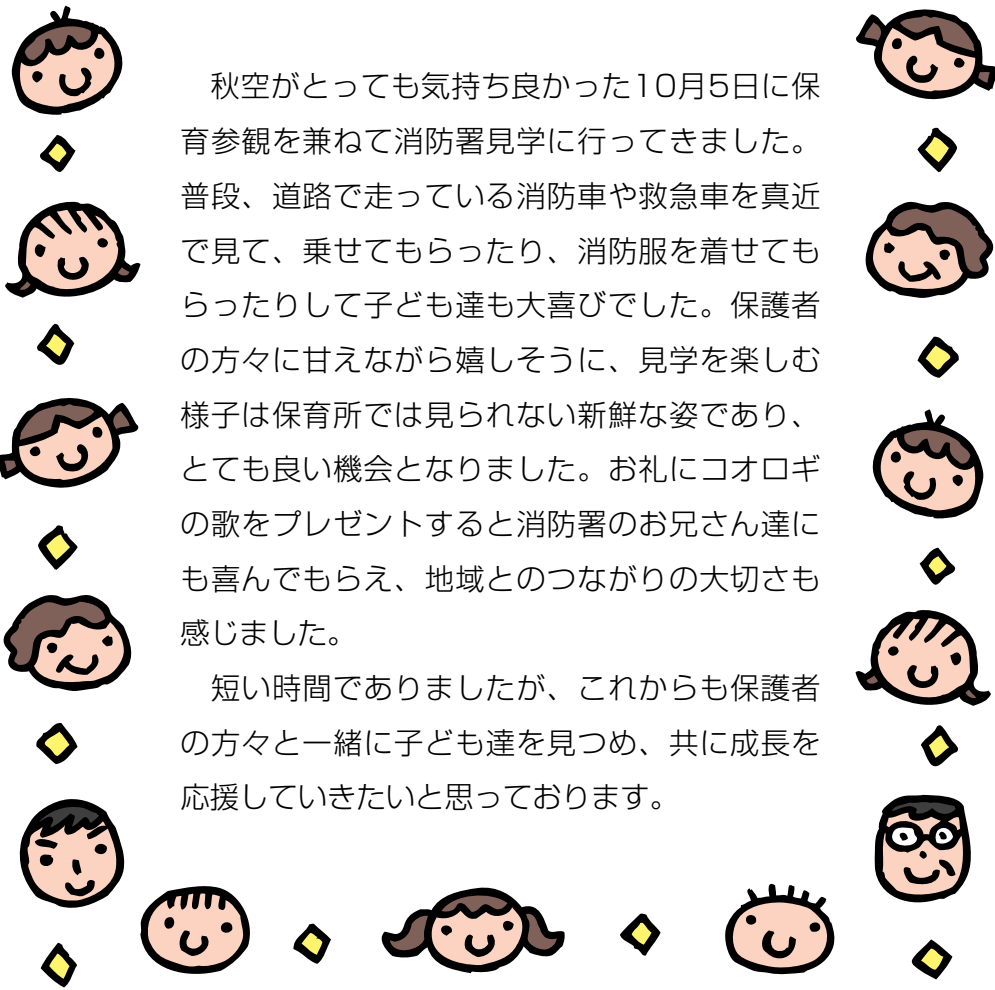 秋空がとっても気持ち良かった10月5日に保
育参観を兼ねて消防署見学に行ってきました。
普段、道路で走っている消防車や救急車を真近
で見て、乗せてもらったり、消防服を着せても
らったりして子ども達も大喜びでした。保護者
の方々に甘えながら嬉しそうに、見学を楽しむ
様子は保育所では見られない新鮮な姿であり、
とても良い機会となりました。お礼にコオロギ
の歌をプレゼントすると消防署のお兄さん達に
も喜んでもらえ、地域とのつながりの大切さも
感じました。
　短い時間でありましたが、これからも保護者
の方々と一緒に子ども達を見つめ、共に成長を
応援していきたいと思っております。